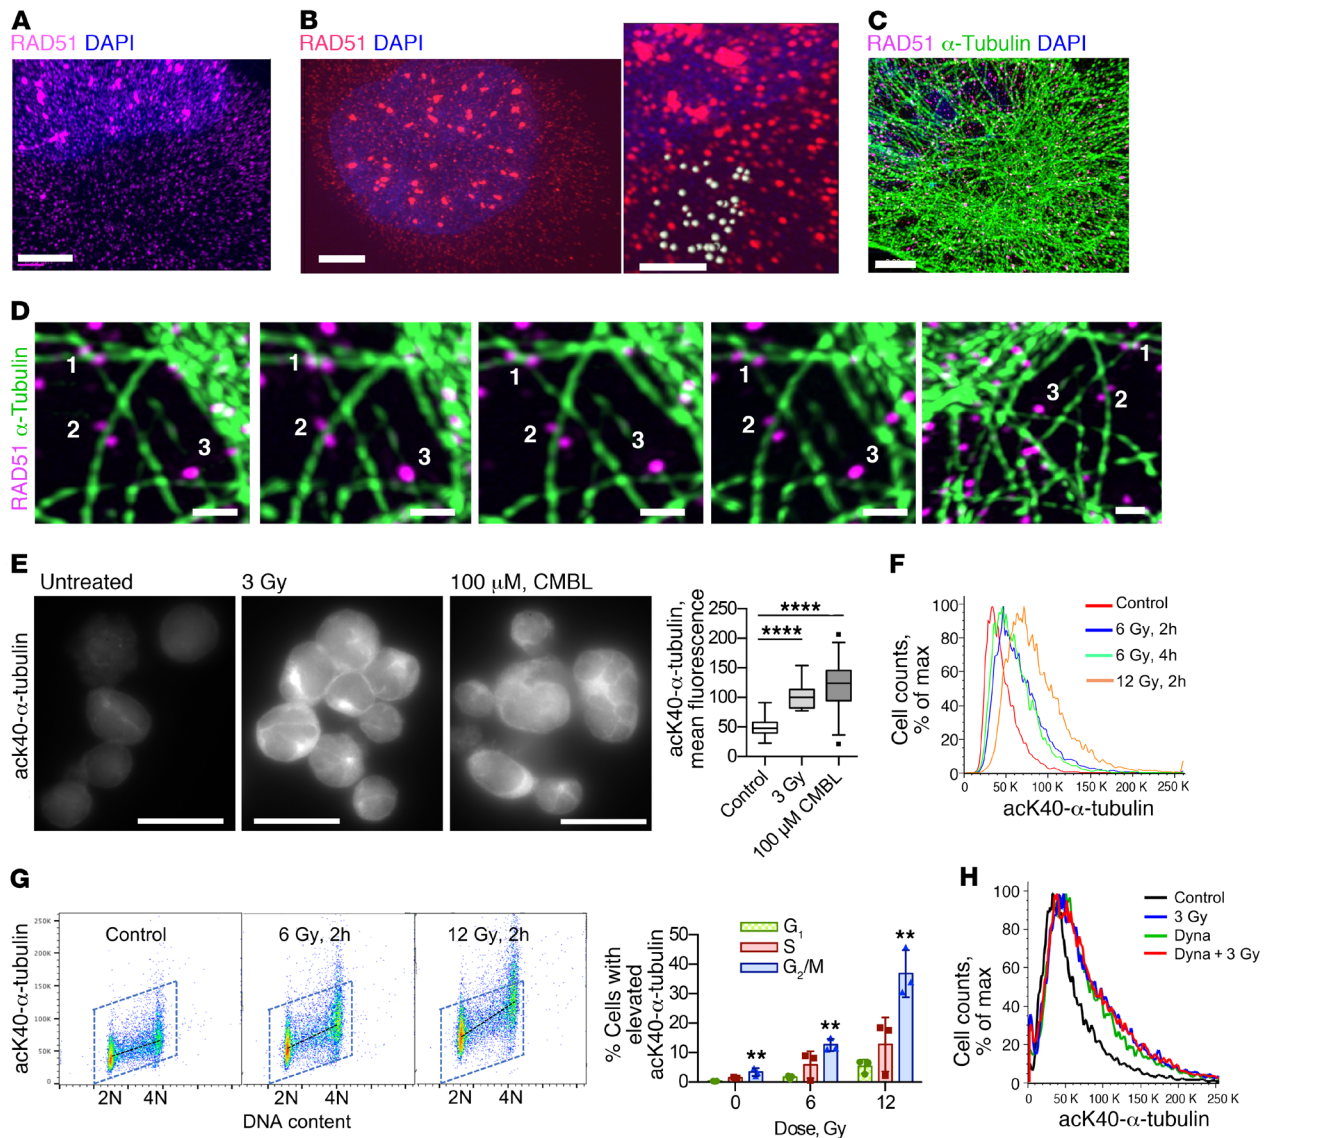 A
RAD51 DAPI
B
RAD51 DAPI
C
RAD51 α-Tubulin DAPI
D
RAD51 α-Tubulin
1
2
3
1
2
3
1
2
3
1
2
3
1
2
3
E
Untreated
3 Gy
100 μM, CMBL
acK40-α-tubulin
acK40-α-tubulin,
mean fluorescence
250
200
150
100
50
0
****
****
Control
3 Gy
100 μM CMBL
F
Cell counts,
% of max
100
80
60
40
20
0
0
50 K
100 K
150 K
200 K
250 K
acK40-α-tubulin
Control
6 Gy, 2h
6 Gy, 4h
12 Gy, 2h
G
acK40-α-tubulin
250K
200K
150K
100K
50K
0
Control
6 Gy, 2h
12 Gy, 2h
2N 4N
2N 4N
2N 4N
DNA content
% Cells with
elevated
acK40-α-tubulin
50
40
30
20
10
0
G1
S
G2/M
**
**
**
0
6
12
Dose, Gy
H
Cell counts,
% of max
100
80
60
40
20
0
0
50 K
100 K
150 K
200 K
250 K
acK40-α-tubulin
Control
3 Gy
Dyna
Dyna + 3 Gy